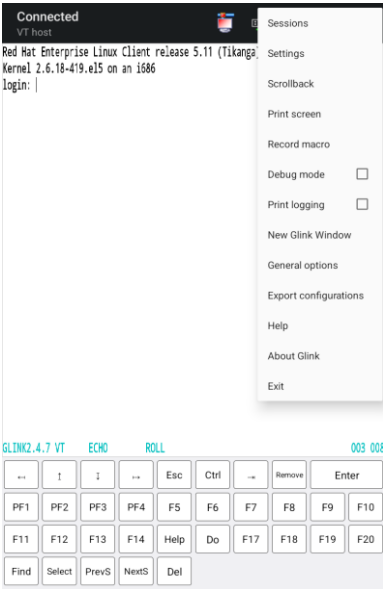 Connected
VT host
Sessions
Settings
Scrollback
Print screen
Record macro
Debug mode
Print logging
New Glink Window
General options
Export configurations
Help
About Glink
Exit
Red Hat Enterprise Linux Client release 5.11 (Tikanga)
Kernel 2.6.18-419.el5 on an i686
login:
GLINK2.4.7 VT ECHO ROLL 003 008
Esc Ctrl Remove Enter
PF1 PF2 PF3 PF4 F5 F6 F7 F8 F9 F10
F11 F12 F13 F14 Help Do F17 F18 F19 F20
Find Select PrevS NextS Del